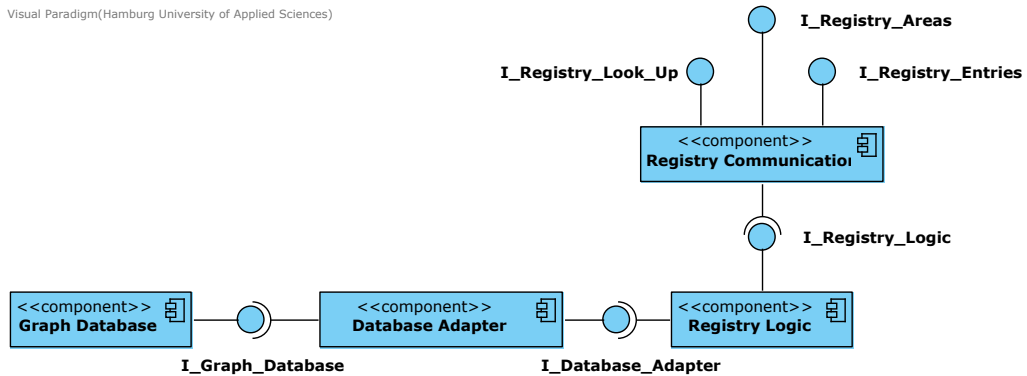 Visual Paradigm(Hamburg University of Applied Sciences)
I_Registry_Areas
I_Registry_Look_Up
I_Registry_Entries
<<component>>
Registry Communication
I_Registry_Logic
<<component>>
Graph Database
<<component>>
Database Adapter
<<component>>
Registry Logic
I_Graph_Database
I_Database_Adapter